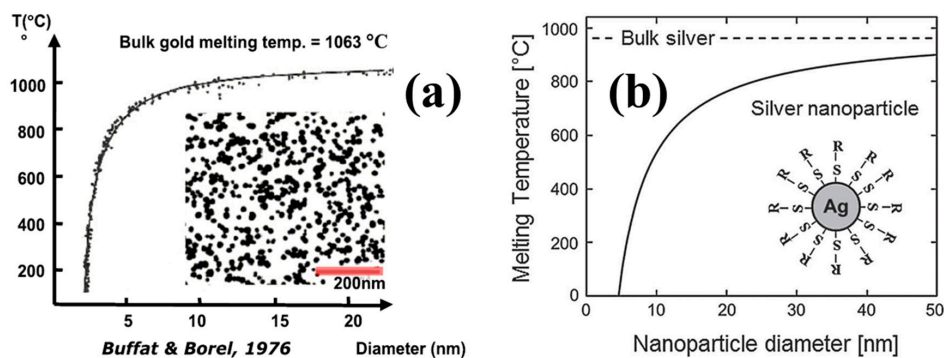 T(°C)
°
Bulk gold melting temp. = 1063 °C
(a)
1000
800
600
400
200
200nm
5
10
15
20
Buffat & Borel, 1976
Diameter (nm)
(b)
Melting Temperature [°C]
1000
800
600
400
200
0
Bulk silver
Silver nanoparticle
Ag
S
S
S
S
S
S
S
S
S
S
S
S
R
R
R
R
R
R
R
R
R
R
R
R
0
10
20
30
40
50
Nanoparticle diameter [nm]